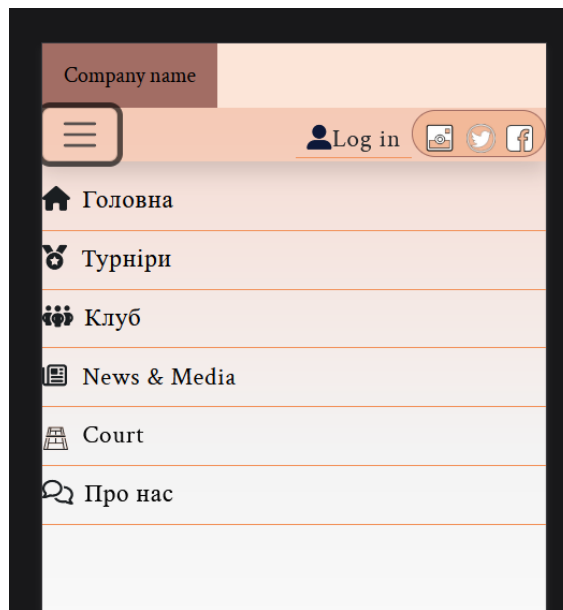 Company name
Log in
Головна
Турніри
Клуб
News & Media
Court
Про нас